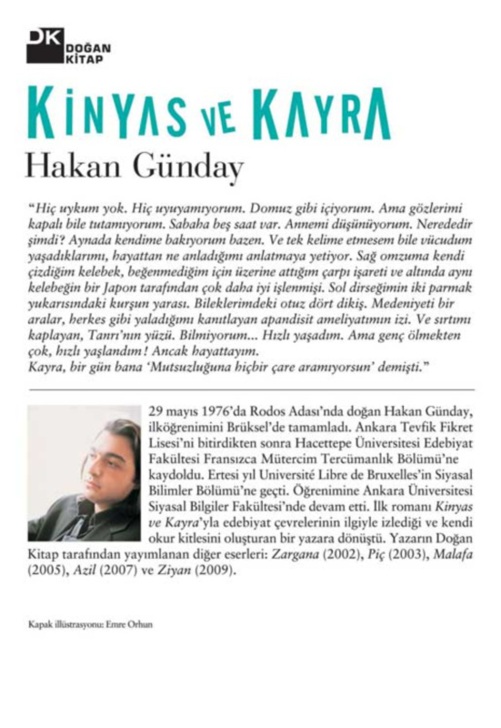 DK
DOĞAN
KİTAP
KİNYAS VE KAYRA
Hakan Günday
“Hiç uykum yok. Hiç uyuyamıyorum. Domuz gibi içiyorum. Ama gözlerimi
kapalı bile tutamıyorum. Sabaha beş saat var. Annemi düşünüyorum. Nerededir
şimdi? Aynada kendime bakıyorum bazen. Ve tek kelime etmesem bile vücudum
yaşadıklarımı, hayattan ne anladığımı anlatmaya yetiyor. Sağ omzuma kendi
çizdiğim kelebek, beğenmediğim için üzerine attığım çarpı işareti ve altında aynı
kelebeğin bir Japon tarafından çok daha iyi işlenmişi. Sol dirseğimin iki parmak
yukarısındaki kurşun yarası. Bileklerimdeki otuz dört dikiş. Medeniyeti bir
aralar, herkes gibi yaladığımı kanıtlayan apandisit ameliyatımın izi. Ve sırtımı
kaplayan, Tanrı’nın yüzü. Bilmiyorum... Hızlı yaşadım. Ama genç ölmekten
çok, hızlı yaşlandım! Ancak hayattayım.
Kayra, bir gün bana ‘Mutsuzluğuna hiçbir çare aramıyorsun’ demişti.”
29 mayıs 1976’da Rodos Adası’nda doğan Hakan Günday,
ilköğrenimini Brüksel’de tamamladı. Ankara Tevfik Fikret
Lisesi’ni bitirdikten sonra Hacettepe Üniversitesi Edebiyat
Fakültesi Fransızca Mütercim Tercümanlık Bölümü’ne
kaydoldu. Ertesi yıl Université Libre de Bruxelles’in Siyasal
Bilimler Bölümü’ne geçti. Öğrenimine Ankara Üniversitesi
Siyasal Bilgiler Fakültesi’nde devam etti. İlk romanı Kinyas
ve Kayra’yla edebiyat çevrelerinin ilgiyle izlediği ve kendi
okur kitlesini oluşturan bir yazara dönüştü. Yazarın Doğan
Kitap tarafından yayımlanan diğer eserleri: Zargana (2002), Piç (2003), Malafa
(2005), Azil (2007) ve Ziyan (2009).
Kapak illüstrasyonu: Emre Orhun